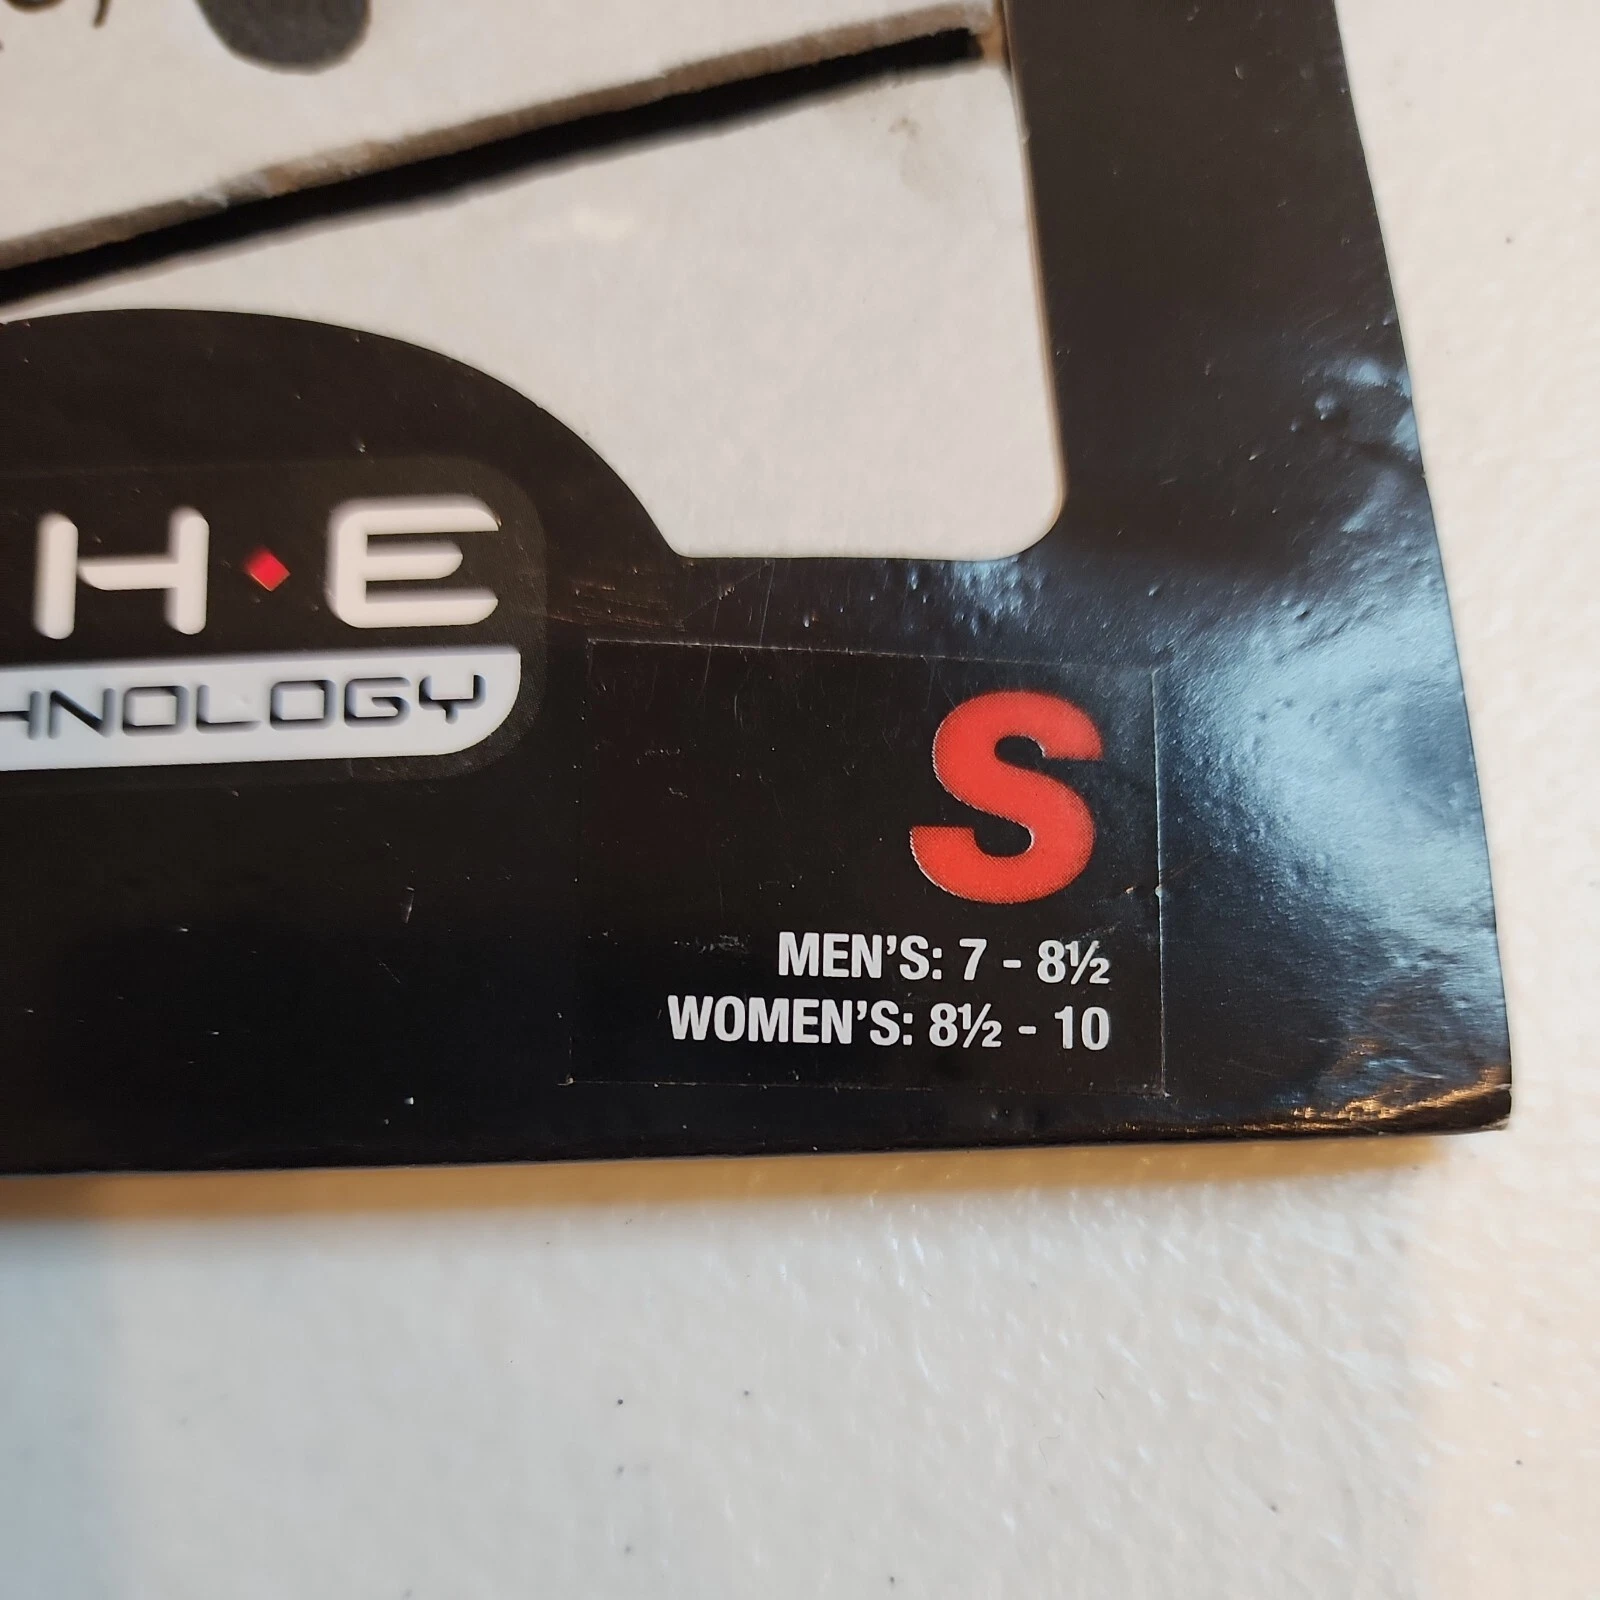 H·E
HNOLOGY
S
MEN'S: 7 - 8½
WOMEN'S: 8½ - 10